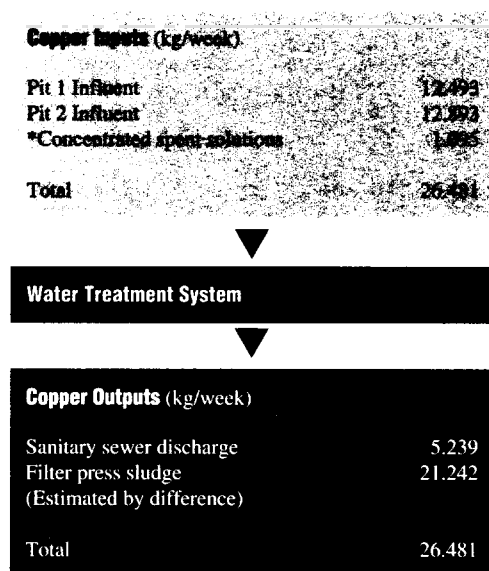 Copper Inputs (kg/week)
Pit 1 Influent 12.493
Pit 2 Influent 12.893
*Concentrated spent solutions 1.095
Total 26.481
Water Treatment System
Copper Outputs (kg/week)
Sanitary sewer discharge 5.239
Filter press sludge 21.242
(Estimated by difference)
Total 26.481